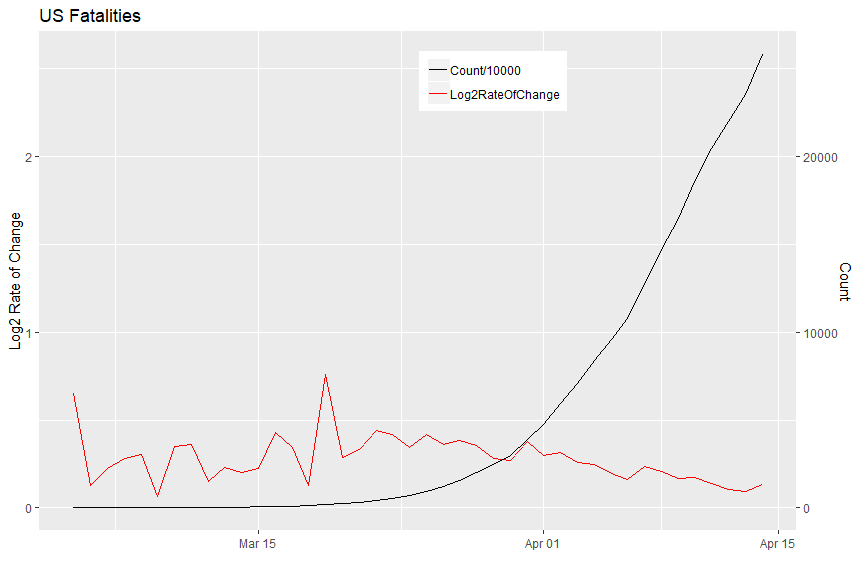 US Fatalities
Count/10000
Log2RateOfChange
2
1
0
Log2 Rate of Change
20000
10000
0
Count
Mar 15
Apr 01
Apr 15